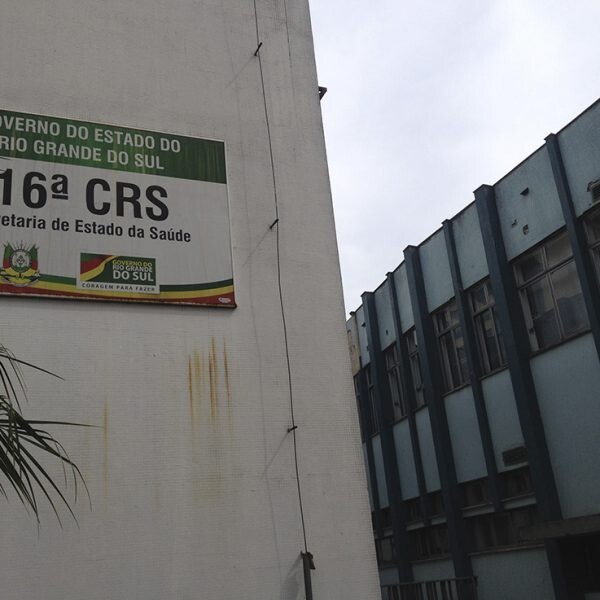 OVERNO DO ESTADO DO
RIO GRANDE DO SUL
16ª CRS
retaria de Estado da Saúde
GOVERNO DO
RIO GRANDE
DO SUL
CORAGEM PARA FAZER